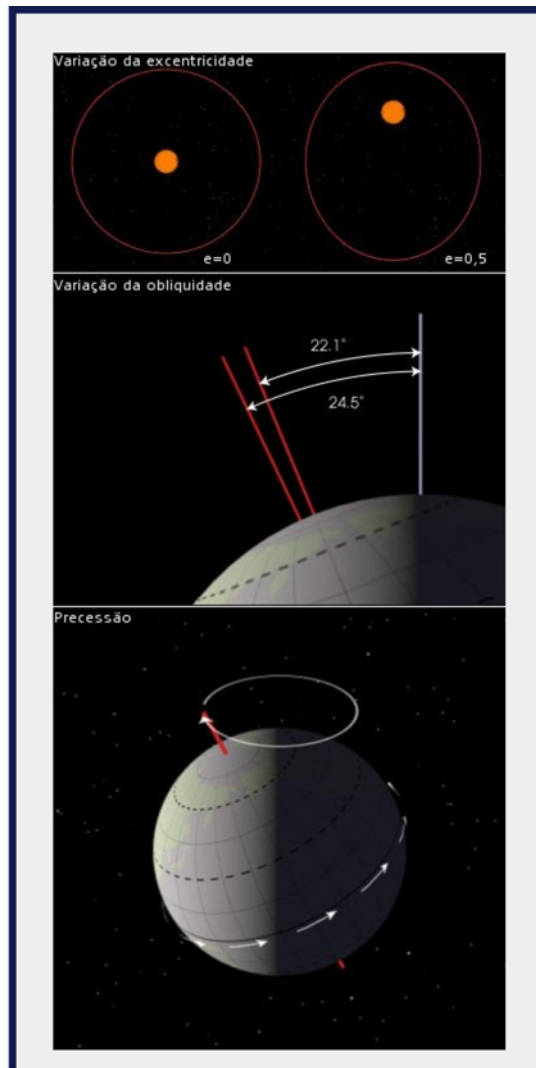 Variação da excentricidade
e=0
e=0,5
Variação da obliquidade
22.1°
24.5°
Precessão